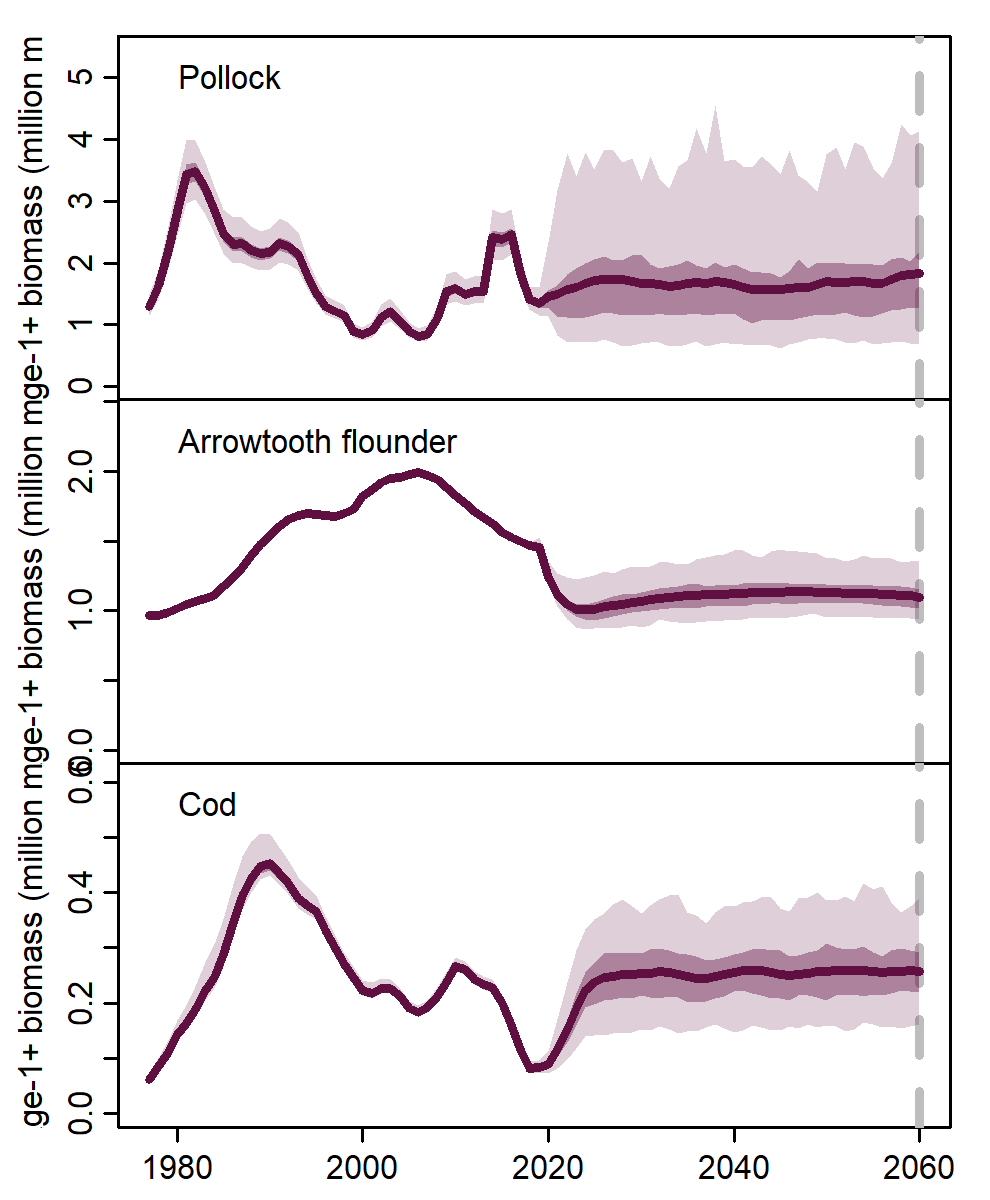 ge-1+ biomass (million m
Pollock
5
4
3
2
1
0
ge-1+ biomass (million m
Arrowtooth flounder
2.0
1.0
0.0
ge-1+ biomass (million m
Cod
0.6
0.4
0.2
0.0
1980 2000 2020 2040 2060